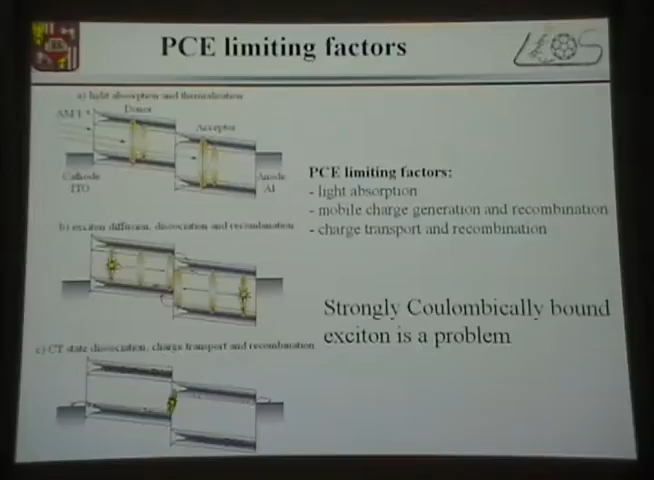 PCE limiting factors
a) light absorption and thermalization
AM1
Donor
Acceptor
Cathode
ITO
Anode
Al
PCE limiting factors:
- light absorption
- mobile charge generation and recombination
- charge transport and recombination
b) exciton diffusion, dissociation and recombination
Strongly Coulombically bound
exciton is a problem
c) CT state dissociation, charge transport and recombination